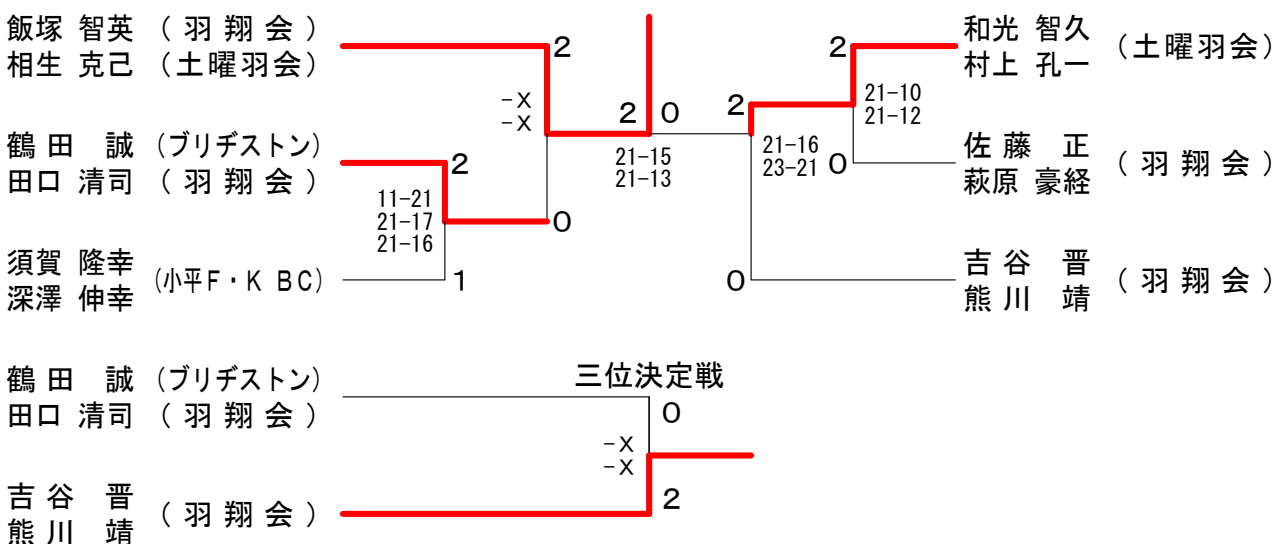 飯塚 智英 ( 羽 翔 会 )
相生 克己 (土曜羽会)
2
-X
-X
鶴 田 誠 (ブリヂストン)
田口 清司 ( 羽 翔 会 )
2
11-21
21-17
21-16
0
須賀 隆幸
深澤 伸幸
(小平F・K BC)
1
2 0
21-15
21-13
和光 智久
村上 孔一
(土曜羽会)
2
21-10
21-12
2
21-16
23-21
0
佐 藤 正
萩原 豪経
( 羽 翔 会 )
吉 谷 晋
熊 川 靖
( 羽 翔 会 )
0
三位決定戦
鶴 田 誠 (ブリヂストン)
田口 清司 ( 羽 翔 会 )
0
-X
-X
吉 谷 晋
熊 川 靖
( 羽 翔 会 )
2